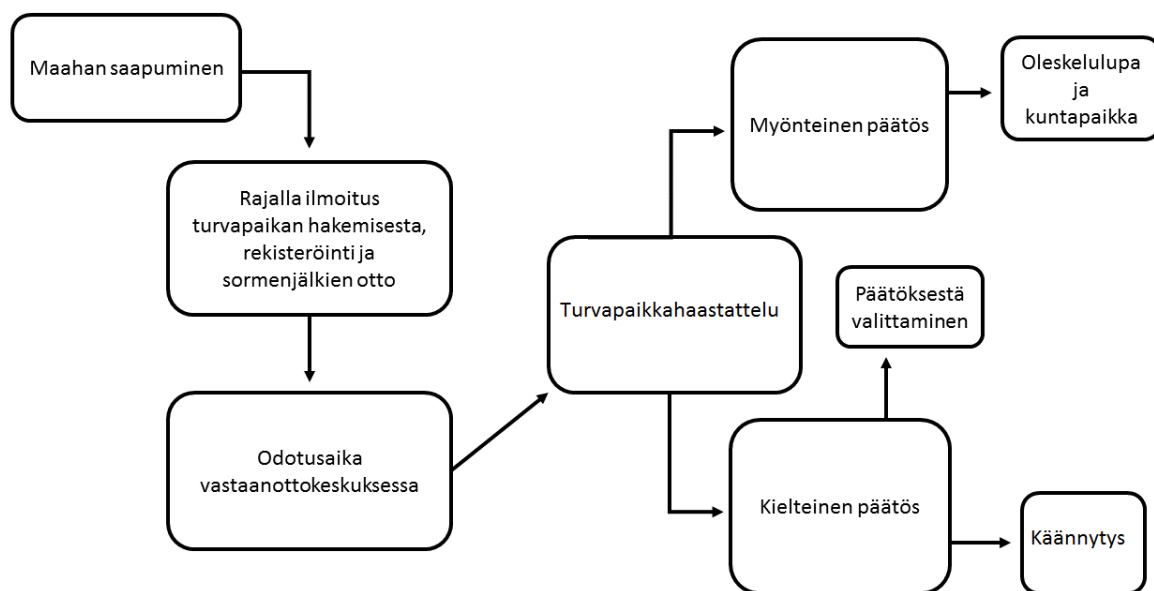 Maahan saapuminen
Rajalla ilmoitus
turvapaikan hakemisesta,
rekisteröinti ja
sormenjälkien otto
Odotusaika
vastaanottokeskuksessa
Turvapaikkahaastattelu
Myönteinen päätös
Oleskelulupa
ja
kuntapaikka
Kielteinen päätös
Päätöksestä
valittaminen
Käännytys